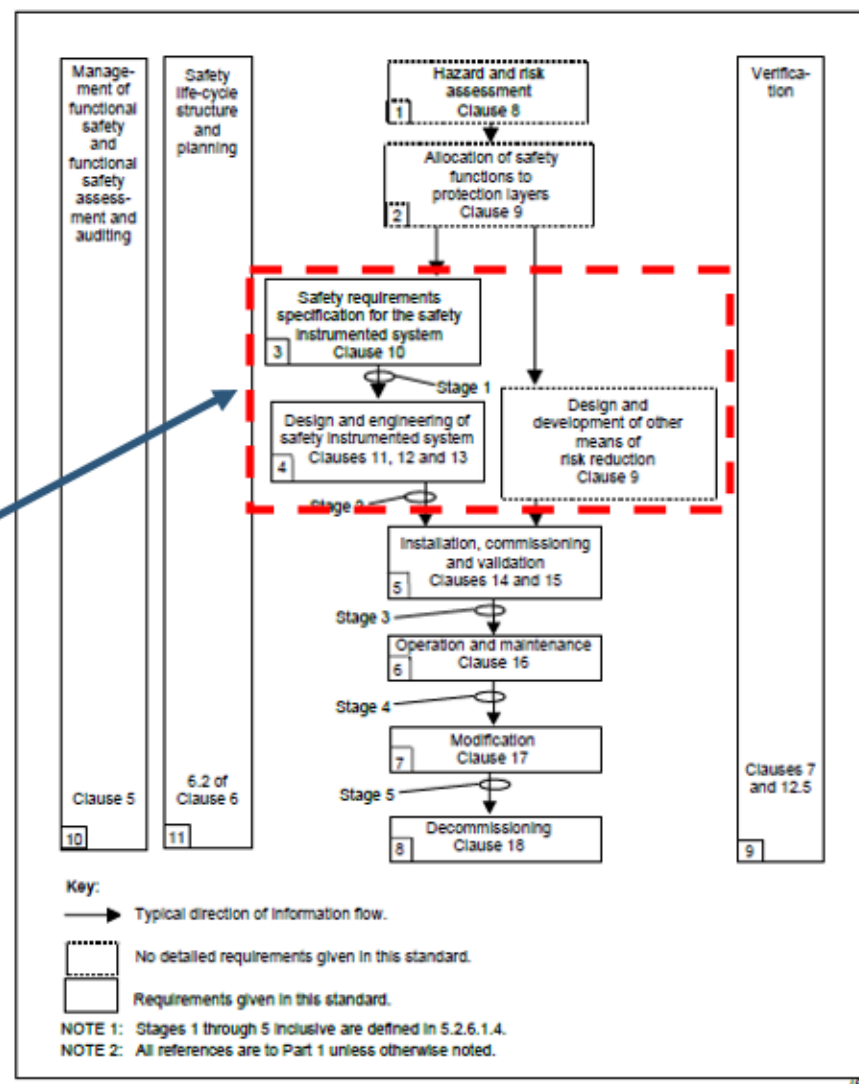 Manage-
ment of
functional
safety
and
functional
safety
assess-
ment and
auditing
Clause 5
10
Safety
life-cycle
structure
and
planning
6.2 of
Clause 6
11
Hazard and risk
assessment
Clause 8
1
Allocation of safety
functions to
protection layers
Clause 9
2
Safety requirements
specification for the safety
instrumented system
Clause 10
3
Stage 1
Design and engineering of
safety instrumented system
Clauses 11, 12 and 13
4
Design and
development of other
means of
risk reduction
Clause 9
Stage 2
Installation, commissioning
and validation
Clauses 14 and 15
5
Stage 3
Operation and maintenance
Clause 16
6
Stage 4
Modification
Clause 17
7
Stage 5
Decommissioning
Clause 18
8
Verifica-
tion
Clauses 7
and 12.5
9
Key:
Typical direction of information flow.
No detailed requirements given in this standard.
Requirements given in this standard.
NOTE 1: Stages 1 through 5 inclusive are defined in 5.2.6.1.4.
NOTE 2: All references are to Part 1 unless otherwise noted.